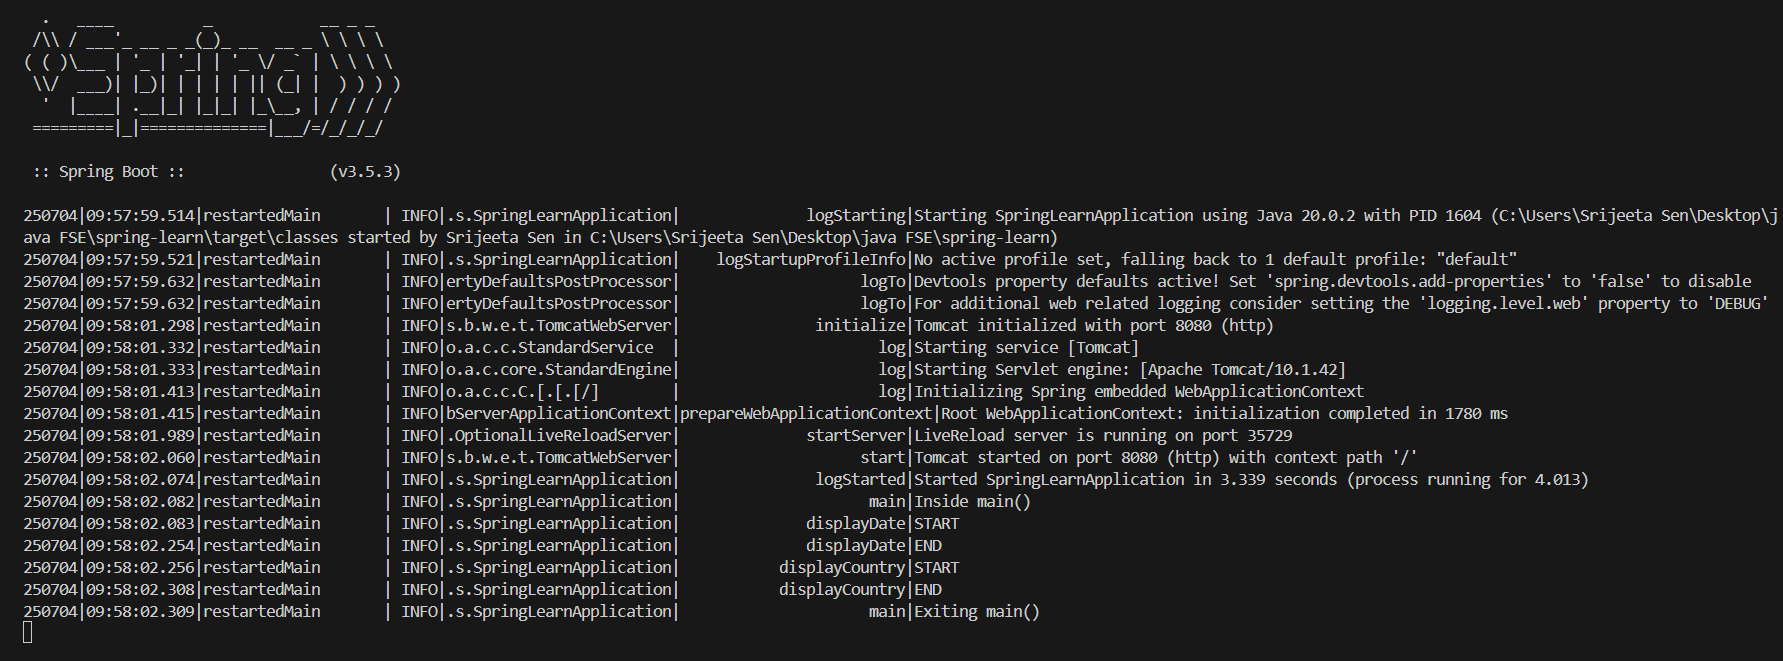 .   ____          _            __ _ _
 /\\ / ___'_ __ _ _(_)_ __  __ _ \ \ \ \
( ( )\___ | '_ | '_| | '_ \/ _` | \ \ \ \
 \\/  ___)| |_)| | | | | || (_| |  ) ) ) )
  '  |____| .__|_| |_|_| |_\__, | / / / /
 =========|_|==============|___/=/_/_/_/

 :: Spring Boot ::                (v3.5.3)

250704|09:57:59.514|restartedMain       | INFO|.s.SpringLearnApplication|              logStarting|Starting SpringLearnApplication using Java 20.0.2 with PID 1604 (C:\Users\Srijeeta Sen\Desktop\j
ava FSE\spring-learn\target\classes started by Srijeeta Sen in C:\Users\Srijeeta Sen\Desktop\java FSE\spring-learn)
250704|09:57:59.521|restartedMain       | INFO|.s.SpringLearnApplication|    logStartupProfileInfo|No active profile set, falling back to 1 default profile: "default"
250704|09:57:59.632|restartedMain       | INFO|ertyDefaultsPostProcessor|                    logTo|Devtools property defaults active! Set 'spring.devtools.add-properties' to 'false' to disable
250704|09:57:59.632|restartedMain       | INFO|ertyDefaultsPostProcessor|                    logTo|For additional web related logging consider setting the 'logging.level.web' property to 'DEBUG'
250704|09:58:01.298|restartedMain       | INFO|s.b.w.e.t.TomcatWebServer|               initialize|Tomcat initialized with port 8080 (http)
250704|09:58:01.332|restartedMain       | INFO|o.a.c.c.StandardService  |                      log|Starting service [Tomcat]
250704|09:58:01.333|restartedMain       | INFO|o.a.c.core.StandardEngine|                      log|Starting Servlet engine: [Apache Tomcat/10.1.42]
250704|09:58:01.413|restartedMain       | INFO|o.a.c.c.C.[.[.[/]        |                      log|Initializing Spring embedded WebApplicationContext
250704|09:58:01.415|restartedMain       | INFO|bServerApplicationContext|prepareWebApplicationContext|Root WebApplicationContext: initialization completed in 1780 ms
250704|09:58:01.989|restartedMain       | INFO|.OptionalLiveReloadServer|              startServer|LiveReload server is running on port 35729
250704|09:58:02.060|restartedMain       | INFO|s.b.w.e.t.TomcatWebServer|                    start|Tomcat started on port 8080 (http) with context path '/'
250704|09:58:02.074|restartedMain       | INFO|.s.SpringLearnApplication|               logStarted|Started SpringLearnApplication in 3.339 seconds (process running for 4.013)
250704|09:58:02.082|restartedMain       | INFO|.s.SpringLearnApplication|                     main|Inside main()
250704|09:58:02.083|restartedMain       | INFO|.s.SpringLearnApplication|              displayDate|START
250704|09:58:02.254|restartedMain       | INFO|.s.SpringLearnApplication|              displayDate|END
250704|09:58:02.256|restartedMain       | INFO|.s.SpringLearnApplication|           displayCountry|START
250704|09:58:02.308|restartedMain       | INFO|.s.SpringLearnApplication|           displayCountry|END
250704|09:58:02.309|restartedMain       | INFO|.s.SpringLearnApplication|                     main|Exiting main()